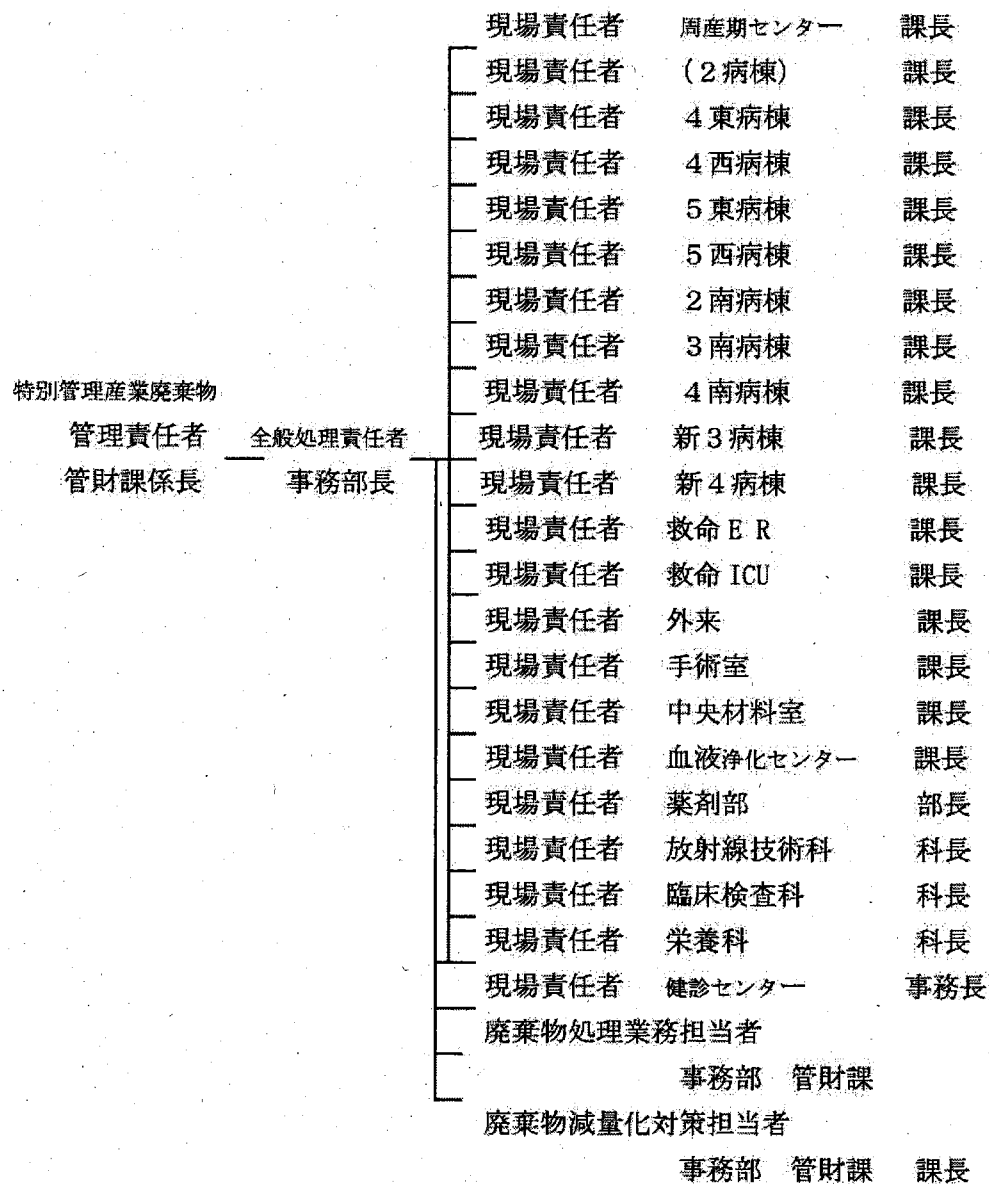 現場責任者 周産期センター 課長
現場責任者 (2病棟) 課長
現場責任者 4東病棟 課長
現場責任者 4西病棟 課長
現場責任者 5東病棟 課長
現場責任者 5西病棟 課長
現場責任者 2南病棟 課長
現場責任者 3南病棟 課長
特別管理産業廃棄物
現場責任者 4南病棟 課長
管理責任者 全般処理責任者 現場責任者 新3病棟 課長
管財課係長 事務部長 現場責任者 新4病棟 課長
現場責任者 救命ER 課長
現場責任者 救命ICU 課長
現場責任者 外来 課長
現場責任者 手術室 課長
現場責任者 中央材料室 課長
現場責任者 血液浄化センター 課長
現場責任者 薬剤部 部長
現場責任者 放射線技術科 科長
現場責任者 臨床検査科 科長
現場責任者 栄養科 科長
現場責任者 健診センター 事務長
廃棄物処理業務担当者
事務部 管財課
廃棄物減量化対策担当者
事務部 管財課 課長